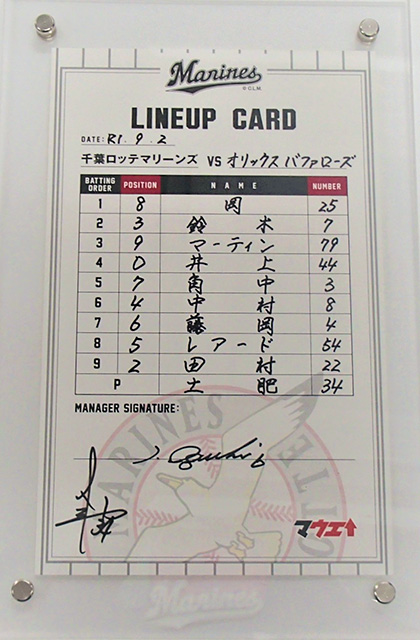 Marines
© C.L.M.
LINEUP CARD
DATE: R1.9.2
千葉ロッテマリーンズ VS オリックスバファローズ
BATTING ORDER POSITION NAME NUMBER
1 8 岡 25
2 3 鈴木 7
3 9 マーティン 79
4 0 井上 44
5 7 角中 3
6 4 中村 8
7 6 藤岡 4
8 5 レアード 54
9 2 田村 22
P 土肥 34
MANAGER SIGNATURE:
マウエ↑
MARINES
Marines